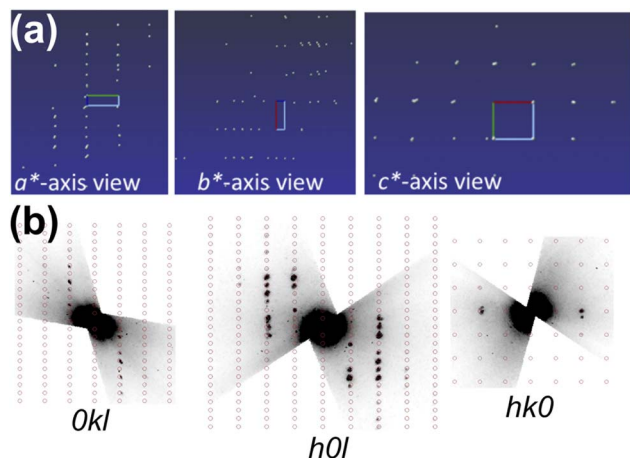 (a)
a*-axis view
b*-axis view
c*-axis view
(b)
0kl
h0l
hk0